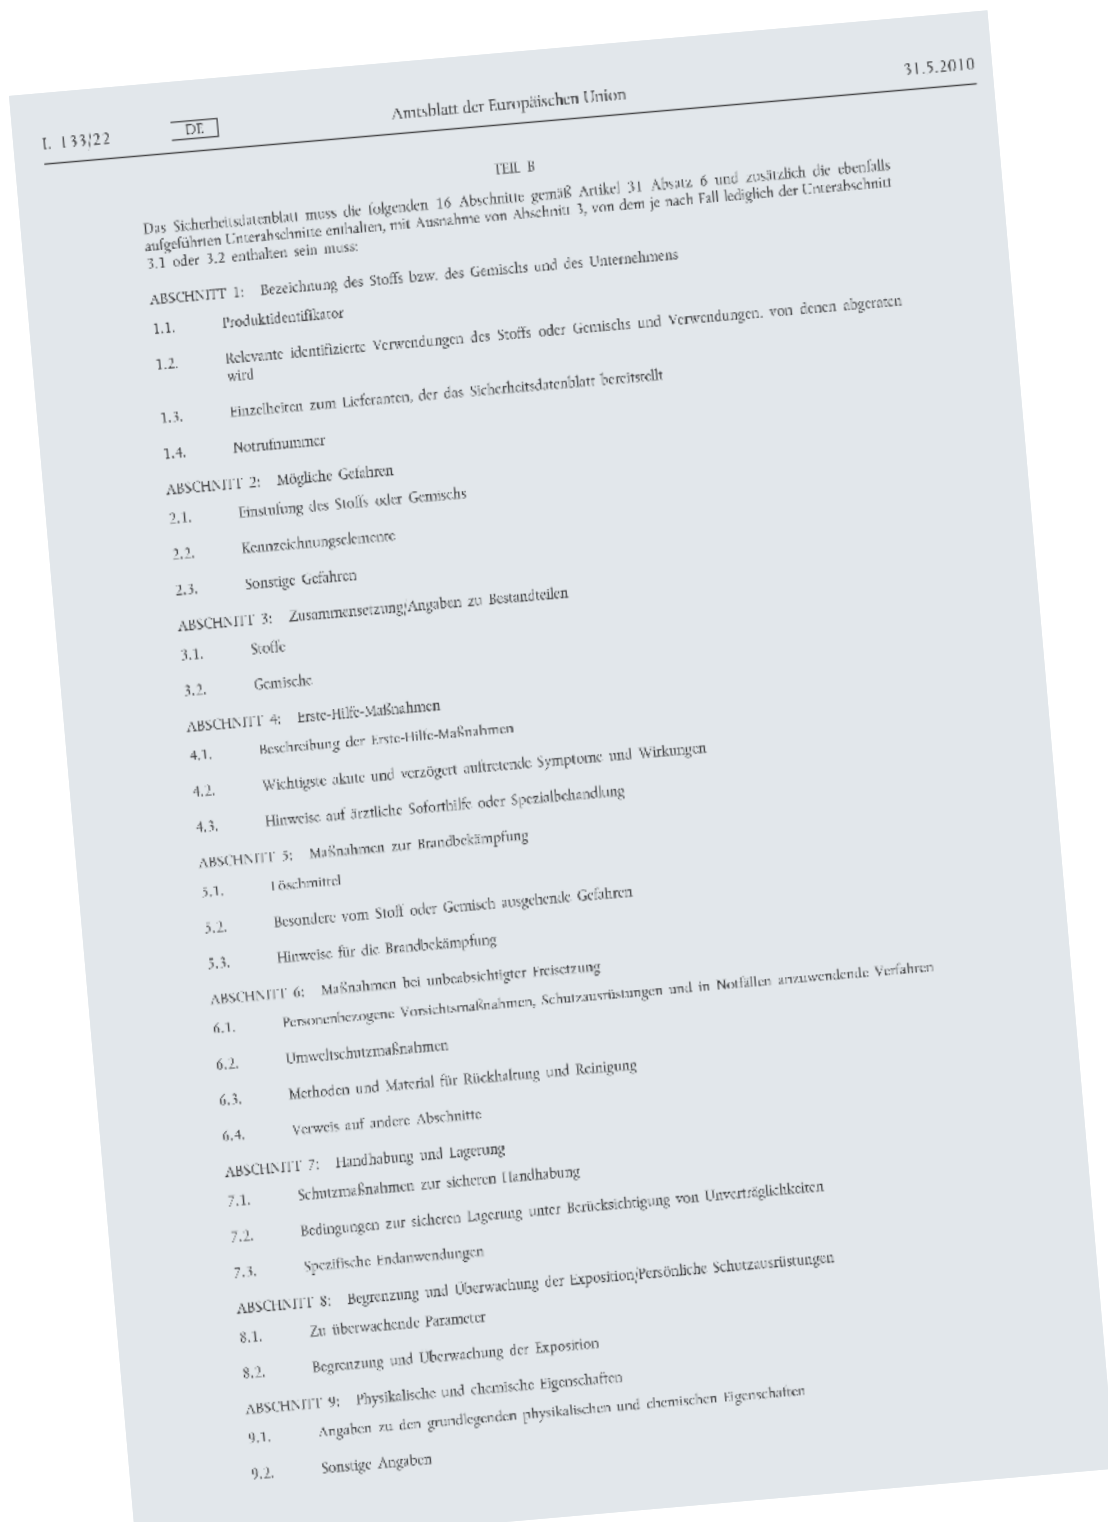 L 133/22
DE
Amtsblatt der Europäischen Union
31.5.2010
TEIL B
Das Sicherheitsdatenblatt muss die folgenden 16 Abschnitte gemäß Artikel 31 Absatz 6 und zusätzlich die ebenfalls
aufgeführten Unterabschnitte enthalten, mit Ausnahme von Abschnitt 3, von dem je nach Fall lediglich der Unterabschnitt
3.1 oder 3.2 enthalten sein muss:
ABSCHNITT 1: Bezeichnung des Stoffs bzw. des Gemischs und des Unternehmens
1.1. Produktidentifikator
1.2. Relevante identifizierte Verwendungen des Stoffs oder Gemischs und Verwendungen, von denen abgeraten
wird
1.3. Einzelheiten zum Lieferanten, der das Sicherheitsdatenblatt bereitstellt
1.4. Notrufnummer
ABSCHNITT 2: Mögliche Gefahren
2.1. Einstufung des Stoffs oder Gemischs
2.2. Kennzeichnungselemente
2.3. Sonstige Gefahren
ABSCHNITT 3: Zusammensetzung/Angaben zu Bestandteilen
3.1. Stoffe
3.2. Gemische
ABSCHNITT 4: Erste-Hilfe-Maßnahmen
4.1. Beschreibung der Erste-Hilfe-Maßnahmen
4.2. Wichtigste akute und verzögert auftretende Symptome und Wirkungen
4.3. Hinweise auf ärztliche Soforthilfe oder Spezialbehandlung
ABSCHNITT 5: Maßnahmen zur Brandbekämpfung
5.1. Löschmittel
5.2. Besondere vom Stoff oder Gemisch ausgehende Gefahren
5.3. Hinweise für die Brandbekämpfung
ABSCHNITT 6: Maßnahmen bei unbeabsichtigter Freisetzung
6.1. Personenbezogene Vorsichtsmaßnahmen, Schutzausrüstungen und in Notfällen anzuwendende Verfahren
6.2. Umweltschutzmaßnahmen
6.3. Methoden und Material für Rückhaltung und Reinigung
6.4. Verweis auf andere Abschnitte
ABSCHNITT 7: Handhabung und Lagerung
7.1. Schutzmaßnahmen zur sicheren Handhabung
7.2. Bedingungen zur sicheren Lagerung unter Berücksichtigung von Unverträglichkeiten
7.3. Spezifische Endanwendungen
ABSCHNITT 8: Begrenzung und Überwachung der Exposition/Persönliche Schutzausrüstungen
8.1. Zu überwachende Parameter
8.2. Begrenzung und Überwachung der Exposition
ABSCHNITT 9: Physikalische und chemische Eigenschaften
9.1. Angaben zu den grundlegenden physikalischen und chemischen Eigenschaften
9.2. Sonstige Angaben